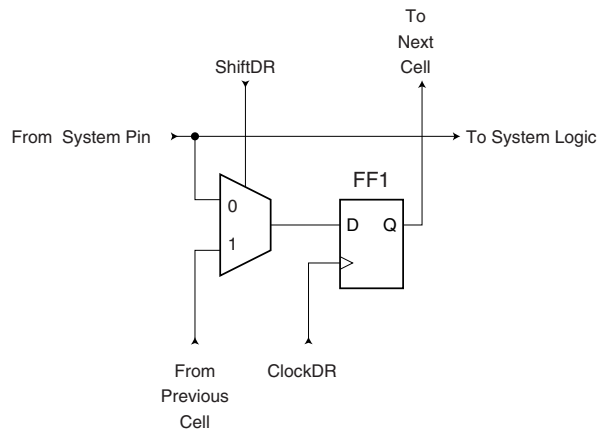 To
Next
Cell
ShiftDR
From System Pin
To System Logic
FF1
0
D Q
1
From
Previous
Cell
ClockDR